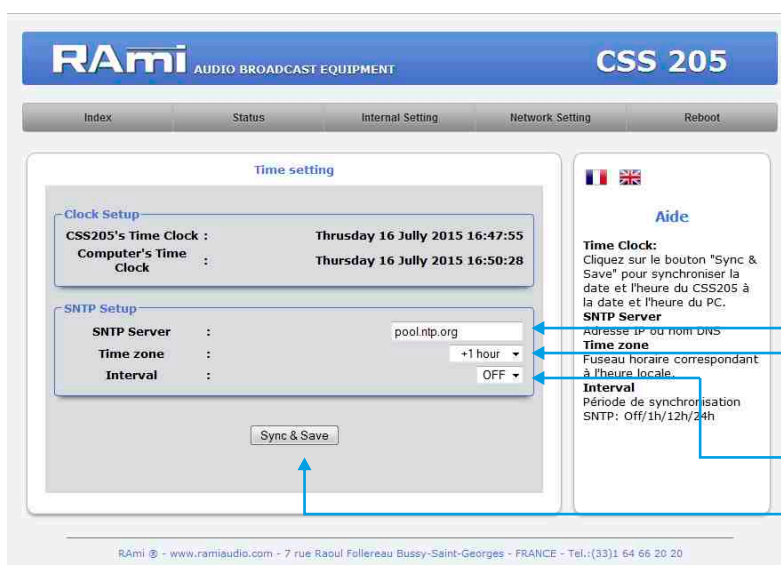 RAmi AUDIO BROADCAST EQUIPMENT CSS 205
Index Status Internal Setting Network Setting Reboot
Time setting
Clock Setup
CSS205's Time Clock : Thrusday 16 Jully 2015 16:47:55
Computer's Time
Clock : Thursday 16 Jully 2015 16:50:28
SNTP Setup
SNTP Server : pool.ntp.org
Time zone : +1 hour
Interval : OFF
Sync & Save
Aide
Time Clock:
Cliquez sur le bouton "Sync &
Save" pour synchroniser la
date et l'heure du CSS205 à
la date et l'heure du PC.
SNTP Server
Adresse IP ou nom DNS
Time zone
Fuseau horaire correspondant
à l'heure locale.
Interval
Période de synchronisation
SNTP: Off/1h/12h/24h
RAmi ® - www.ramiaudio.com - 7 rue Raoul Follereau Bussy-Saint-Georges - FRANCE - Tel.:(33)1 64 66 20 20